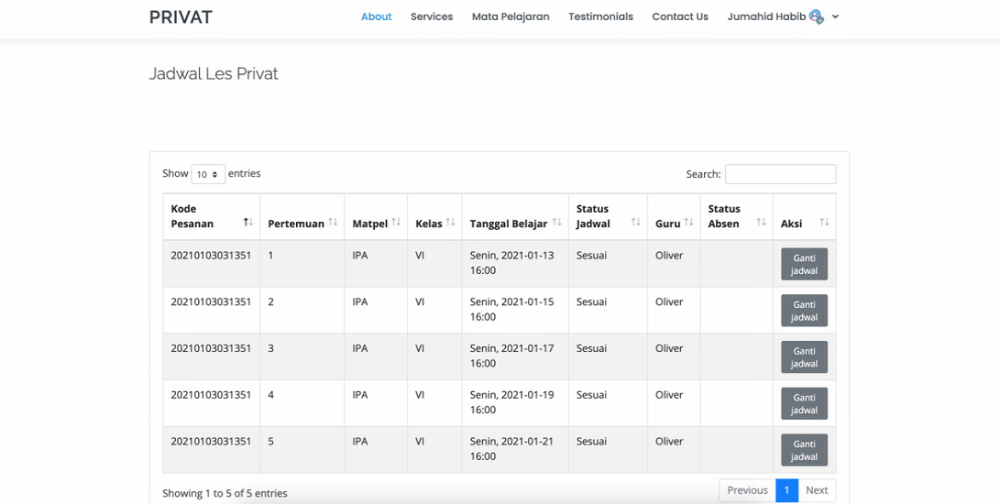 PRIVAT
About Services Mata Pelajaran Testimonials Contact Us Jumahid Habib
Jadwal Les Privat
Show 10 entries
Search:
Kode Pesanan Pertemuan Matpel Kelas Tanggal Belajar Status Jadwal Guru Status Absen Aksi
20210103031351 1 IPA VI Senin, 2021-01-13 16:00 Sesuai Oliver Ganti jadwal
20210103031351 2 IPA VI Senin, 2021-01-15 16:00 Sesuai Oliver Ganti jadwal
20210103031351 3 IPA VI Senin, 2021-01-17 16:00 Sesuai Oliver Ganti jadwal
20210103031351 4 IPA VI Senin, 2021-01-19 16:00 Sesuai Oliver Ganti jadwal
20210103031351 5 IPA VI Senin, 2021-01-21 16:00 Sesuai Oliver Ganti jadwal
Showing 1 to 5 of 5 entries
Previous 1 Next